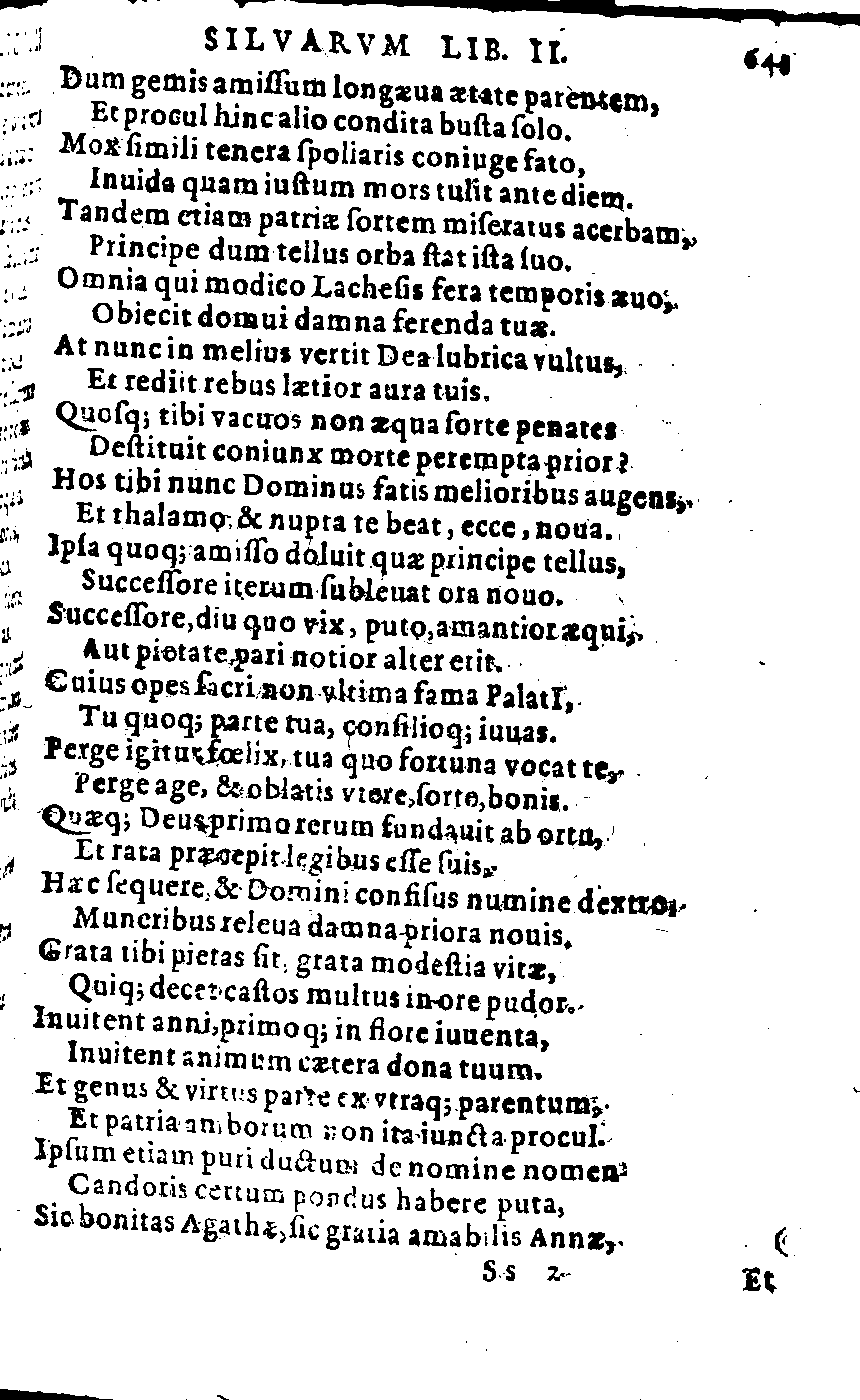 SILVARVM LIB. II. 643
Dum gemis amiſſum longæua ætate parentem,
Et procul hinc alio condita buſta ſolo.
Mox ſimili tenera ſpoliaris coniuge fato,
Inuida quam iuſtum mors tulit ante diem.
Tandem etiam patriæ ſortem miſeratus acerbam,
Principe dum tellus orba ſtat iſta ſuo.
Omnia qui modico Lacheſis fera temporis æuo,
Obiecit domui damna ferenda tuæ.
At nunc in melius vertit Dea lubrica vultus,
Et rediit rebus lætior aura tuis.
Quoſq; tibi vacuos non æqua ſorte penates
Deſtituit coniunx morte perempta prior?
Hos tibi nunc Dominus fatis melioribus augens,
Et thalamo, & nupta te beat, ecce, noua.
Ipſa quoq; amiſſo doluit quæ principe tellus,
Succeſſore iterum ſubleuat ora nouo.
Succeſſore, diu quo vix, puto, amantior æqui,
Aut pietate pari notior alter erit.
Cuius opes ſacri non vltima fama PalatI,
Tu quoq; parte tua, conſilioq; iuuas.
Perge igitur fœlix, tua quo fortuna vocat te,
Perge age, & oblatis vtere, ſorte, bonis.
Quæq; Deus primo rerum fundauit ab ortu,
Et rata præcepit legibus eſſe ſuis,
Hæc ſequere, & Domini confiſus numine dextro,
Muneribus releua damna priora nouis.
Grata tibi pietas ſit, grata modeſtia vitæ,
Quiq; decet caſtos multus in ore pudor.
Inuitent anni, primoq; in flore iuuenta,
Inuitent animum cætera dona tuum.
Et genus & virtus parte ex vtraq; parentum,
Et patria amborum non ita iuncta procul.
Ipſum etiam puri ductum de nomine nomen
Candoris certum pondus habere puta,
Sic bonitas Agathæ, ſic gratia amabilis Annæ,
Ss 2 Et